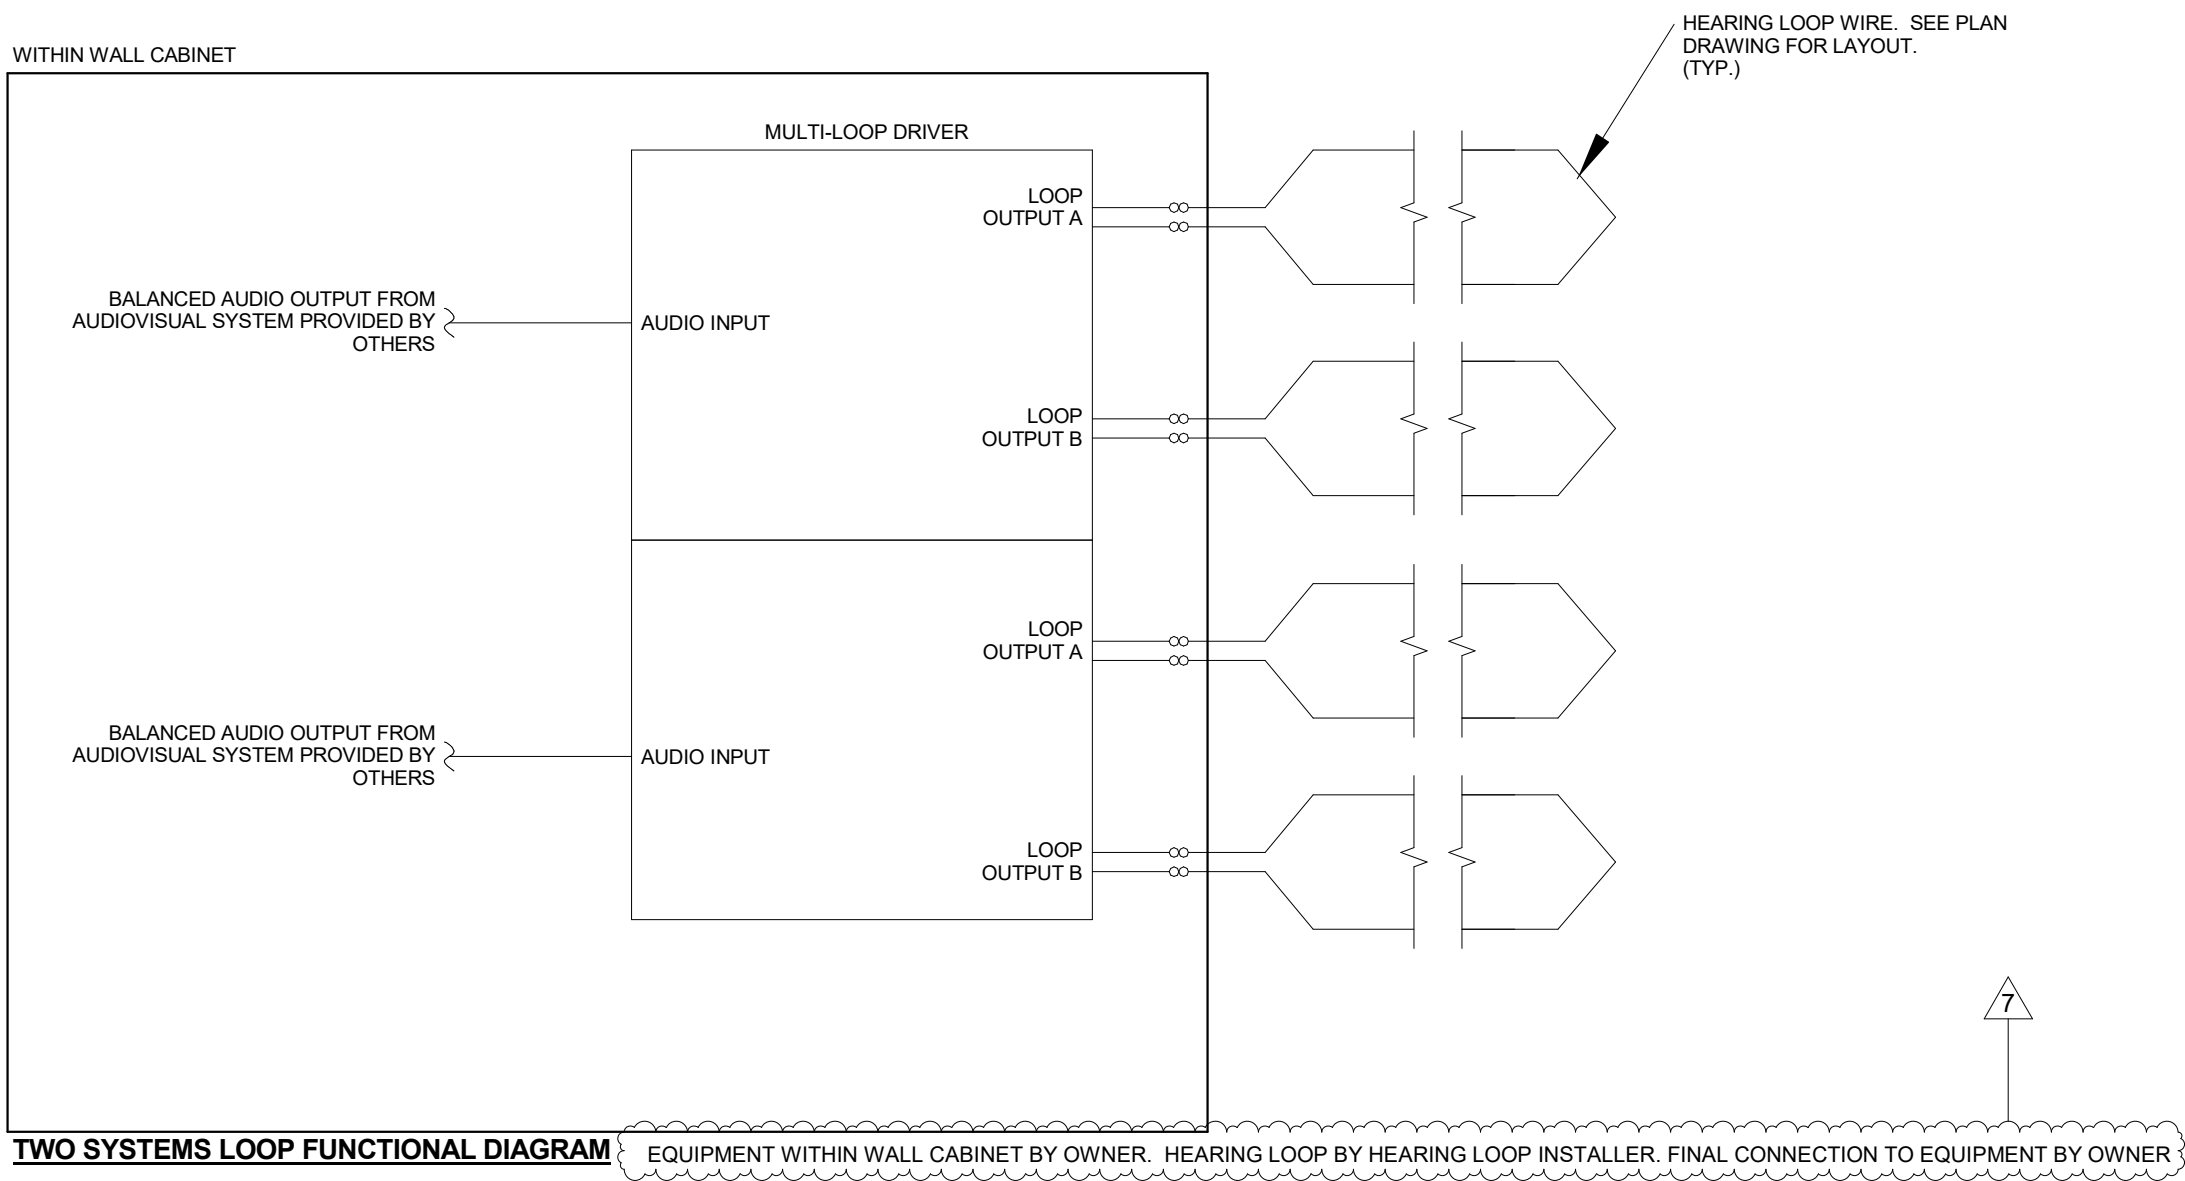 HEARING LOOP WIRE.  SEE PLAN
DRAWING FOR LAYOUT.
(TYP.)
WITHIN WALL CABINET
MULTI-LOOP DRIVER
LOOP
OUTPUT A
BALANCED AUDIO OUTPUT FROM
AUDIOVISUAL SYSTEM PROVIDED BY
OTHERS
AUDIO INPUT
LOOP
OUTPUT B
LOOP
OUTPUT A
BALANCED AUDIO OUTPUT FROM
AUDIOVISUAL SYSTEM PROVIDED BY
OTHERS
AUDIO INPUT
LOOP
OUTPUT B
7
TWO SYSTEMS LOOP FUNCTIONAL DIAGRAM
EQUIPMENT WITHIN WALL CABINET BY OWNER.  HEARING LOOP BY HEARING LOOP INSTALLER. FINAL CONNECTION TO EQUIPMENT BY OWNER